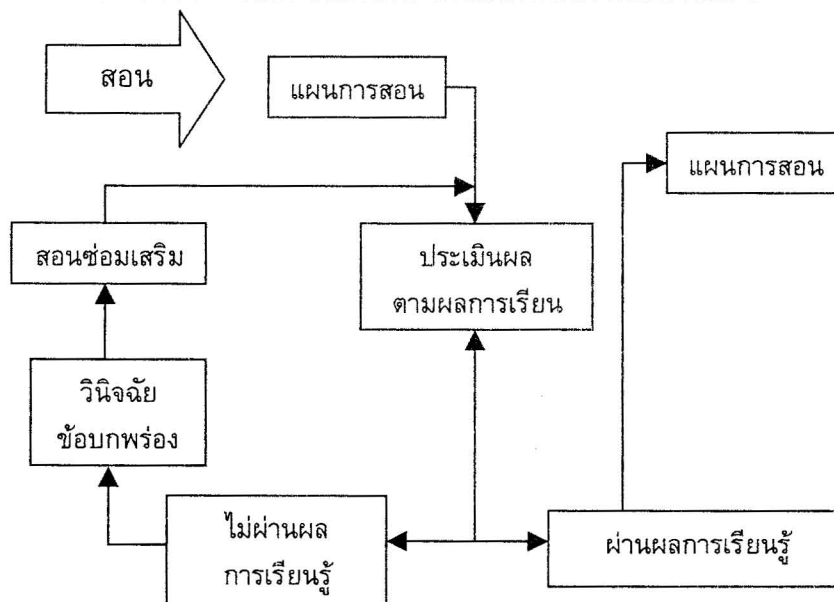 สอน
แผนการสอน
แผนการสอน
สอนซ่อมเสริม
ประเมินผล
ตามผลการเรียน
วินิจฉัย
ข้อบกพร่อง
ไม่ผ่านผล
การเรียนรู้
ผ่านผลการเรียนรู้